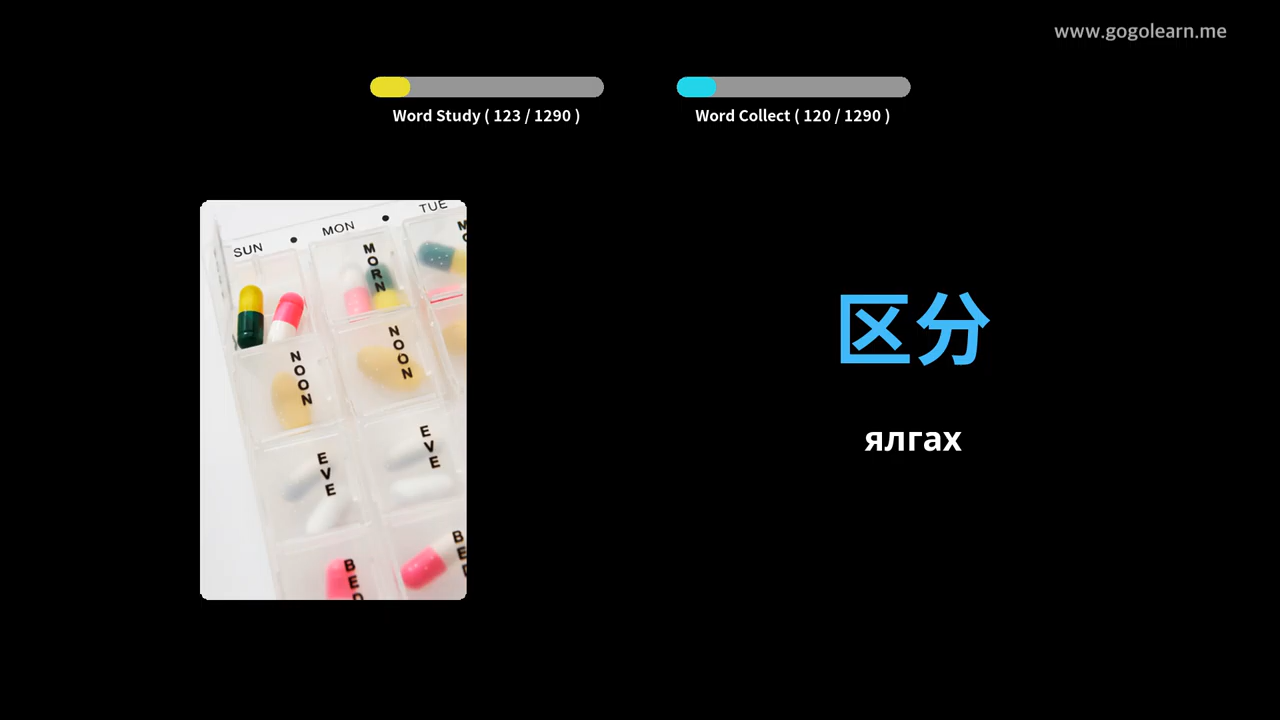 www.gogolearn.me
Word Study ( 123 / 1290 )
Word Collect ( 120 / 1290 )
SUN • MON • TUE
MORN
NOON
NOON
EVE
EVE
BED
区分
ялгах